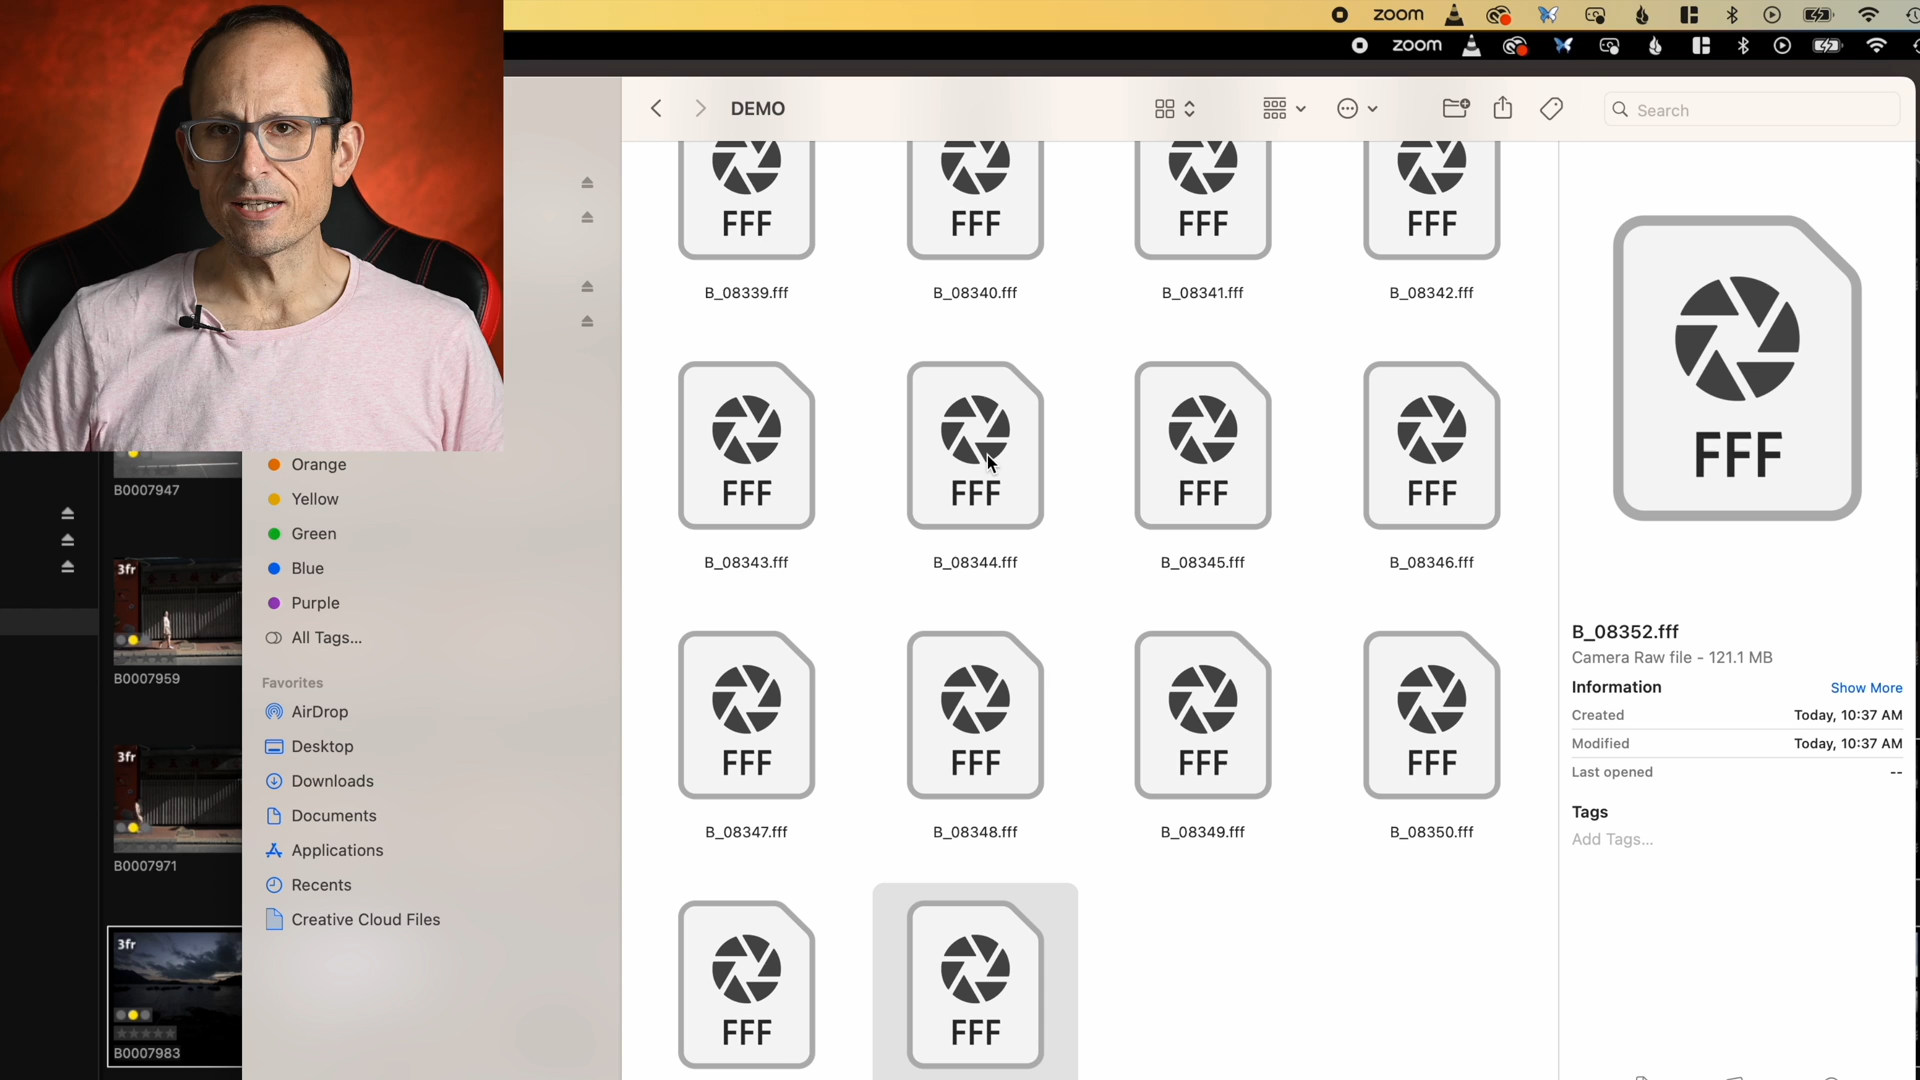 zoom
zoom
DEMO
Search
FFF
FFF
FFF
FFF
B_08339.fff
B_08340.fff
B_08341.fff
B_08342.fff
FFF
FFF
FFF
FFF
FFF
B_08343.fff
B_08344.fff
B_08345.fff
B_08346.fff
FFF
FFF
FFF
FFF
B_08347.fff
B_08348.fff
B_08349.fff
B_08350.fff
FFF
FFF
B_08352.fff
Camera Raw file - 121.1 MB
Information
Show More
Created
Today, 10:37 AM
Modified
Today, 10:37 AM
Last opened
--
Tags
Add Tags...
Orange
Yellow
Green
Blue
Purple
All Tags...
Favorites
AirDrop
Desktop
Downloads
Documents
Applications
Recents
Creative Cloud Files
B0007947
3fr
B0007959
3fr
B0007971
3fr
B0007983